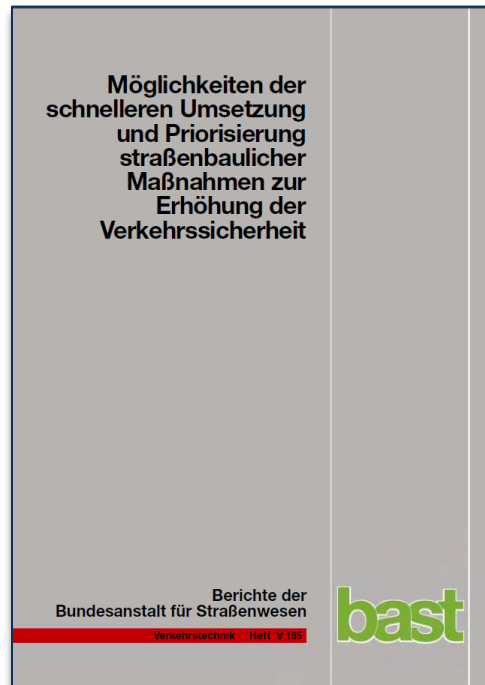 Möglichkeiten der
schnelleren Umsetzung
und Priorisierung
straßenbaulicher
Maßnahmen zur
Erhöhung der
Verkehrssicherheit
Berichte der
Bundesanstalt für Straßenwesen
Verkehrstechnik Heft V 185
bast